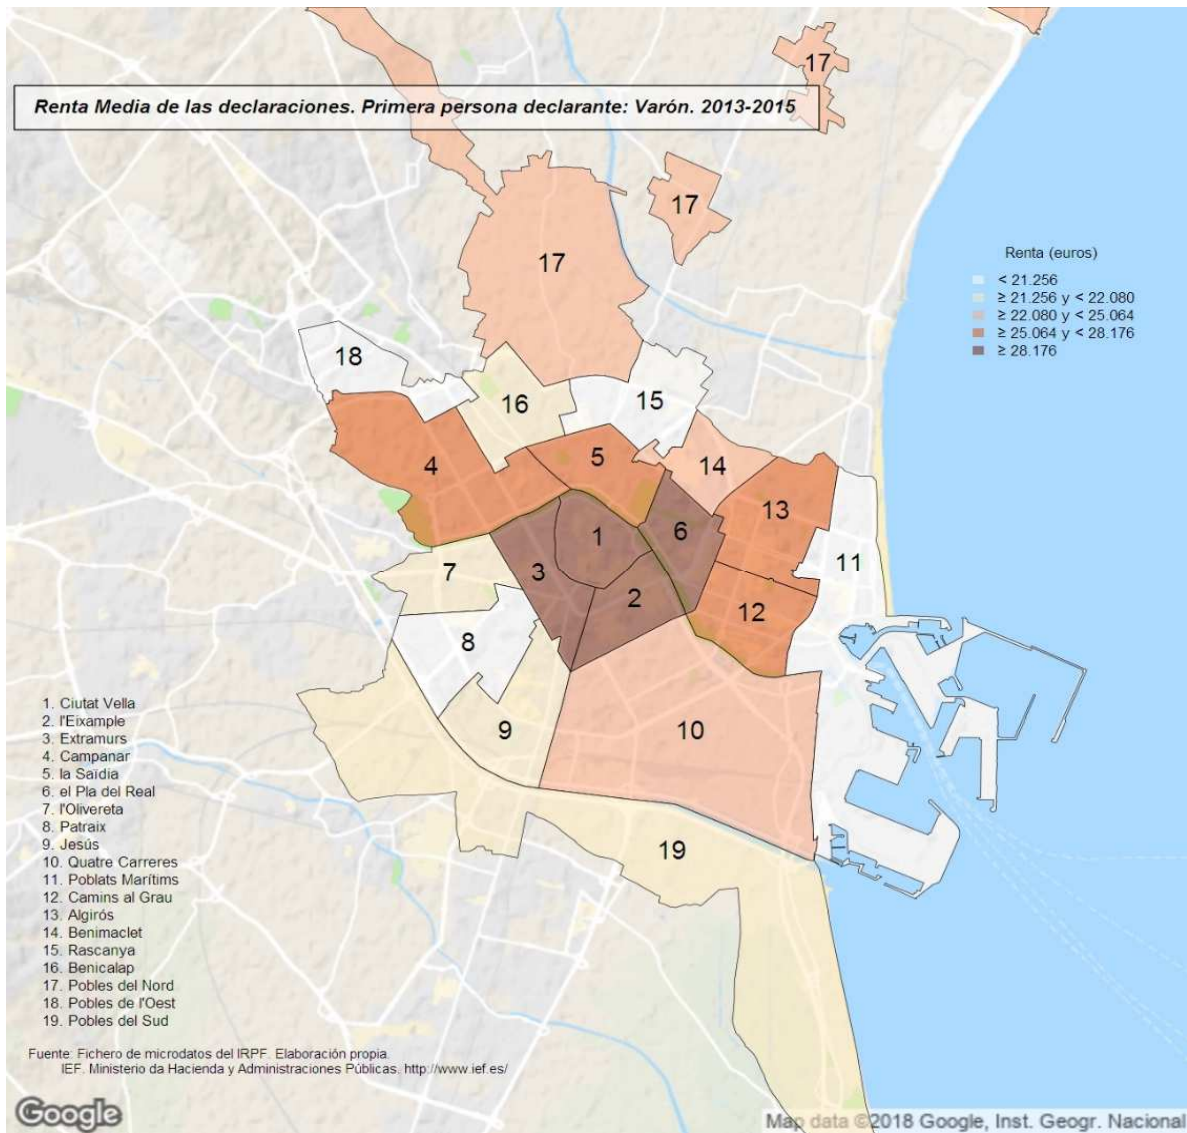 17
Renta Media de las declaraciones. Primera persona declarante: Varón. 2013-2015
17
17
Renta (euros)
< 21.256
≥ 21.256 y < 22.080
≥ 22.080 y < 25.064
≥ 25.064 y < 28.176
≥ 28.176
18
15
16
5
4
14
13
6
1
11
3
7
2
12
8
9
10
19
1. Ciutat Vella
2. l'Eixample
3. Extramurs
4. Campanar
5. la Saïdia
6. el Pla del Real
7. l'Olivereta
8. Patraix
9. Jesús
10. Quatre Carreres
11. Poblats Marítims
12. Camins al Grau
13. Algirós
14. Benimaclet
15. Rascanya
16. Benicalap
17. Pobles del Nord
18. Pobles de l'Oest
19. Pobles del Sud
Fuente: Fichero de microdatos del IRPF. Elaboración propia.
IEF. Ministerio da Hacienda y Administraciones Públicas. http://www.ief.es/
Google
Map data ©2018 Google, Inst. Geogr. Nacional